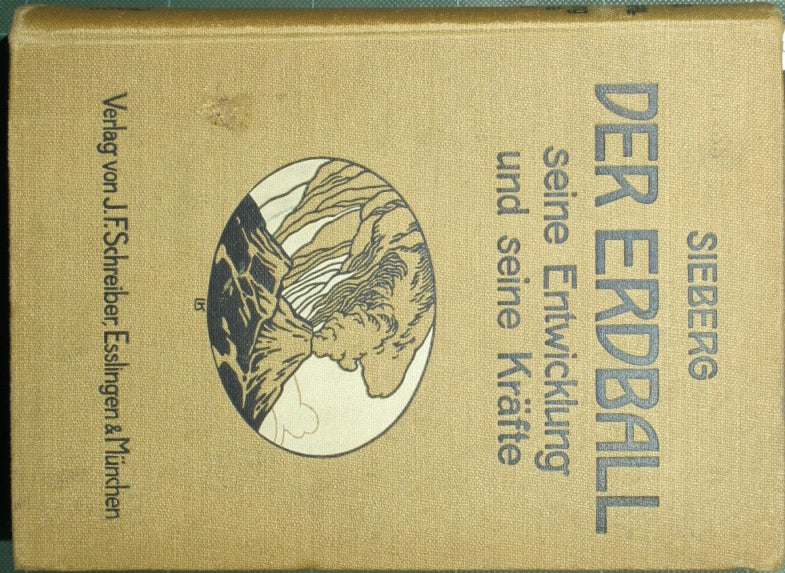 SIEBERG
DER ERDBALL
seine Entwicklung
und seine Kräfte
Verlag von J.F. Schreiber, Esslingen & München